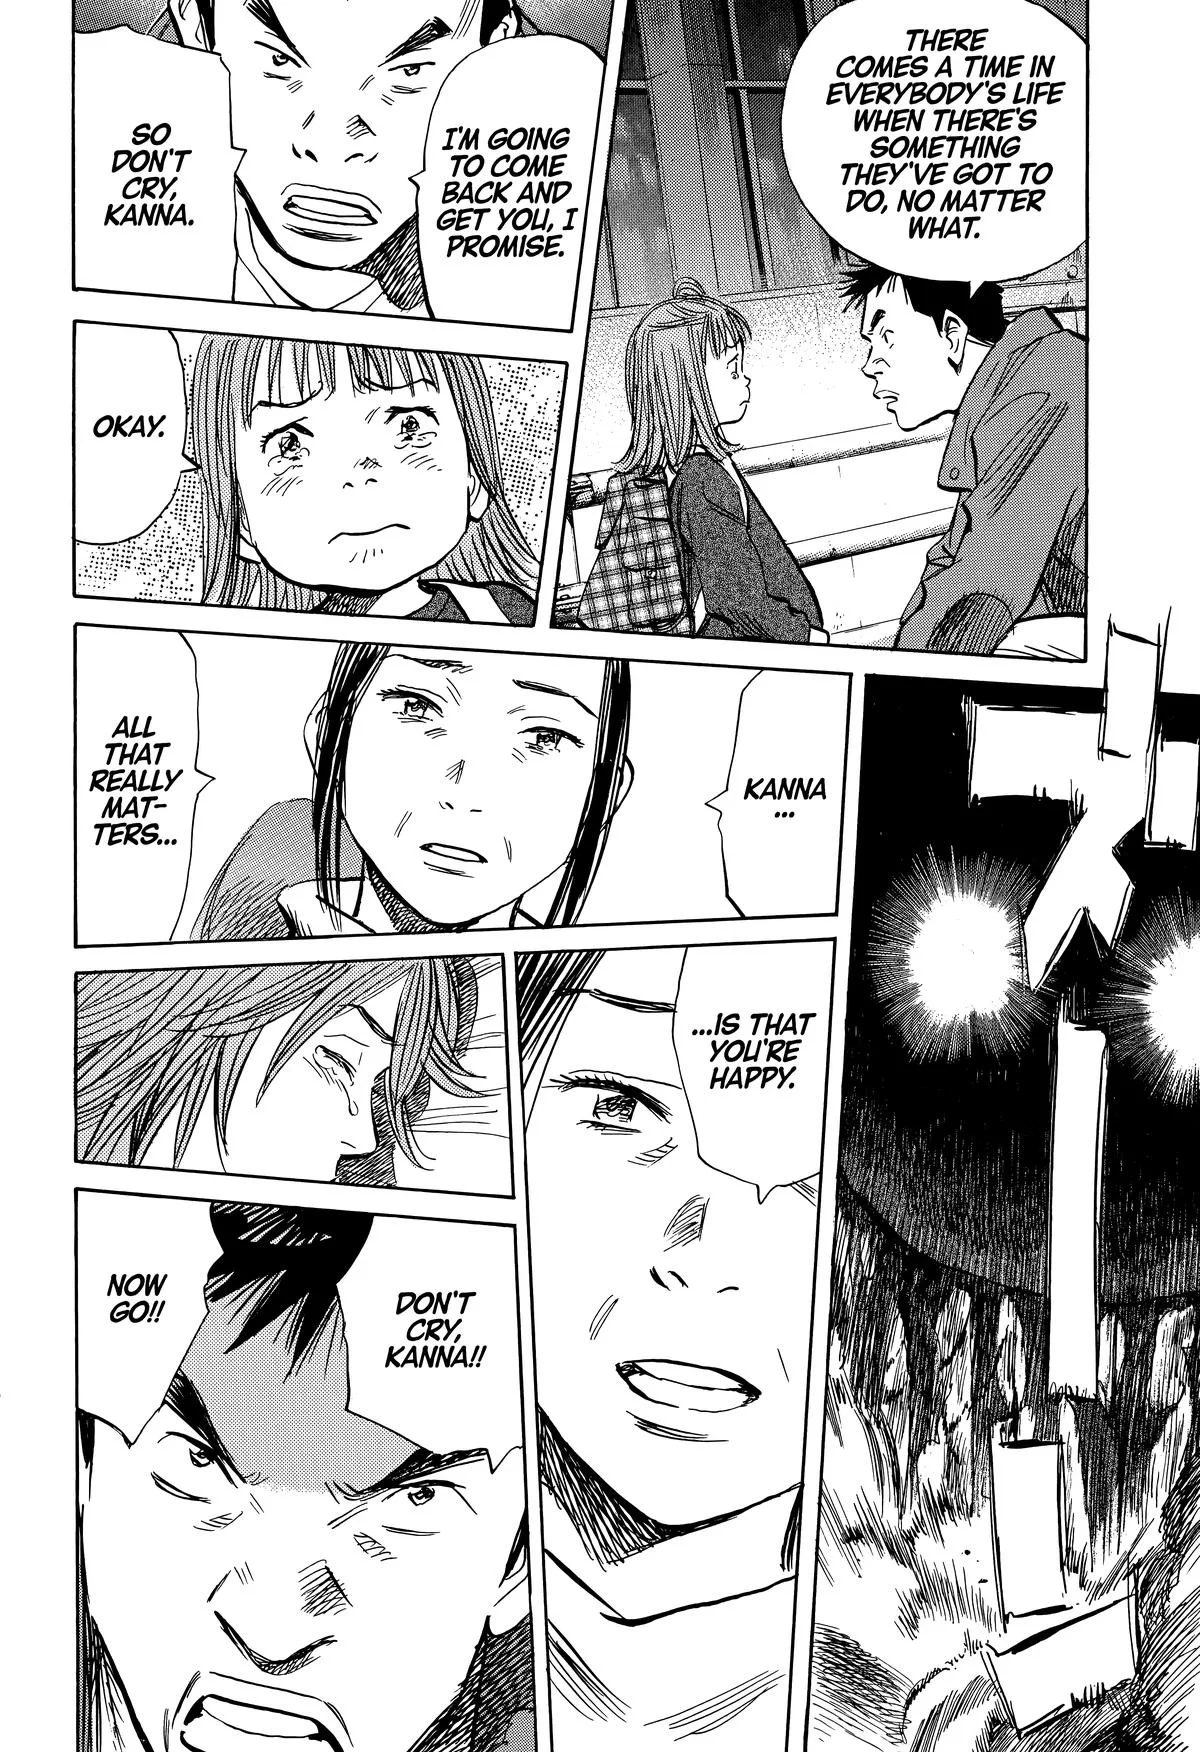 THERE
COMES A TIME IN
EVERYBODY'S LIFE
WHEN THERE'S
SOMETHING
THEY'VE GOT TO
DO, NO MATTER
WHAT.
I'M GOING
TO COME
BACK AND
GET YOU, I
PROMISE.
SO
DON'T
CRY,
KANNA.
OKAY.
KANNA
...
ALL
THAT
REALLY
MAT-
TERS...
...IS THAT
YOU'RE
HAPPY.
DON'T
CRY,
KANNA!!
NOW
GO!!